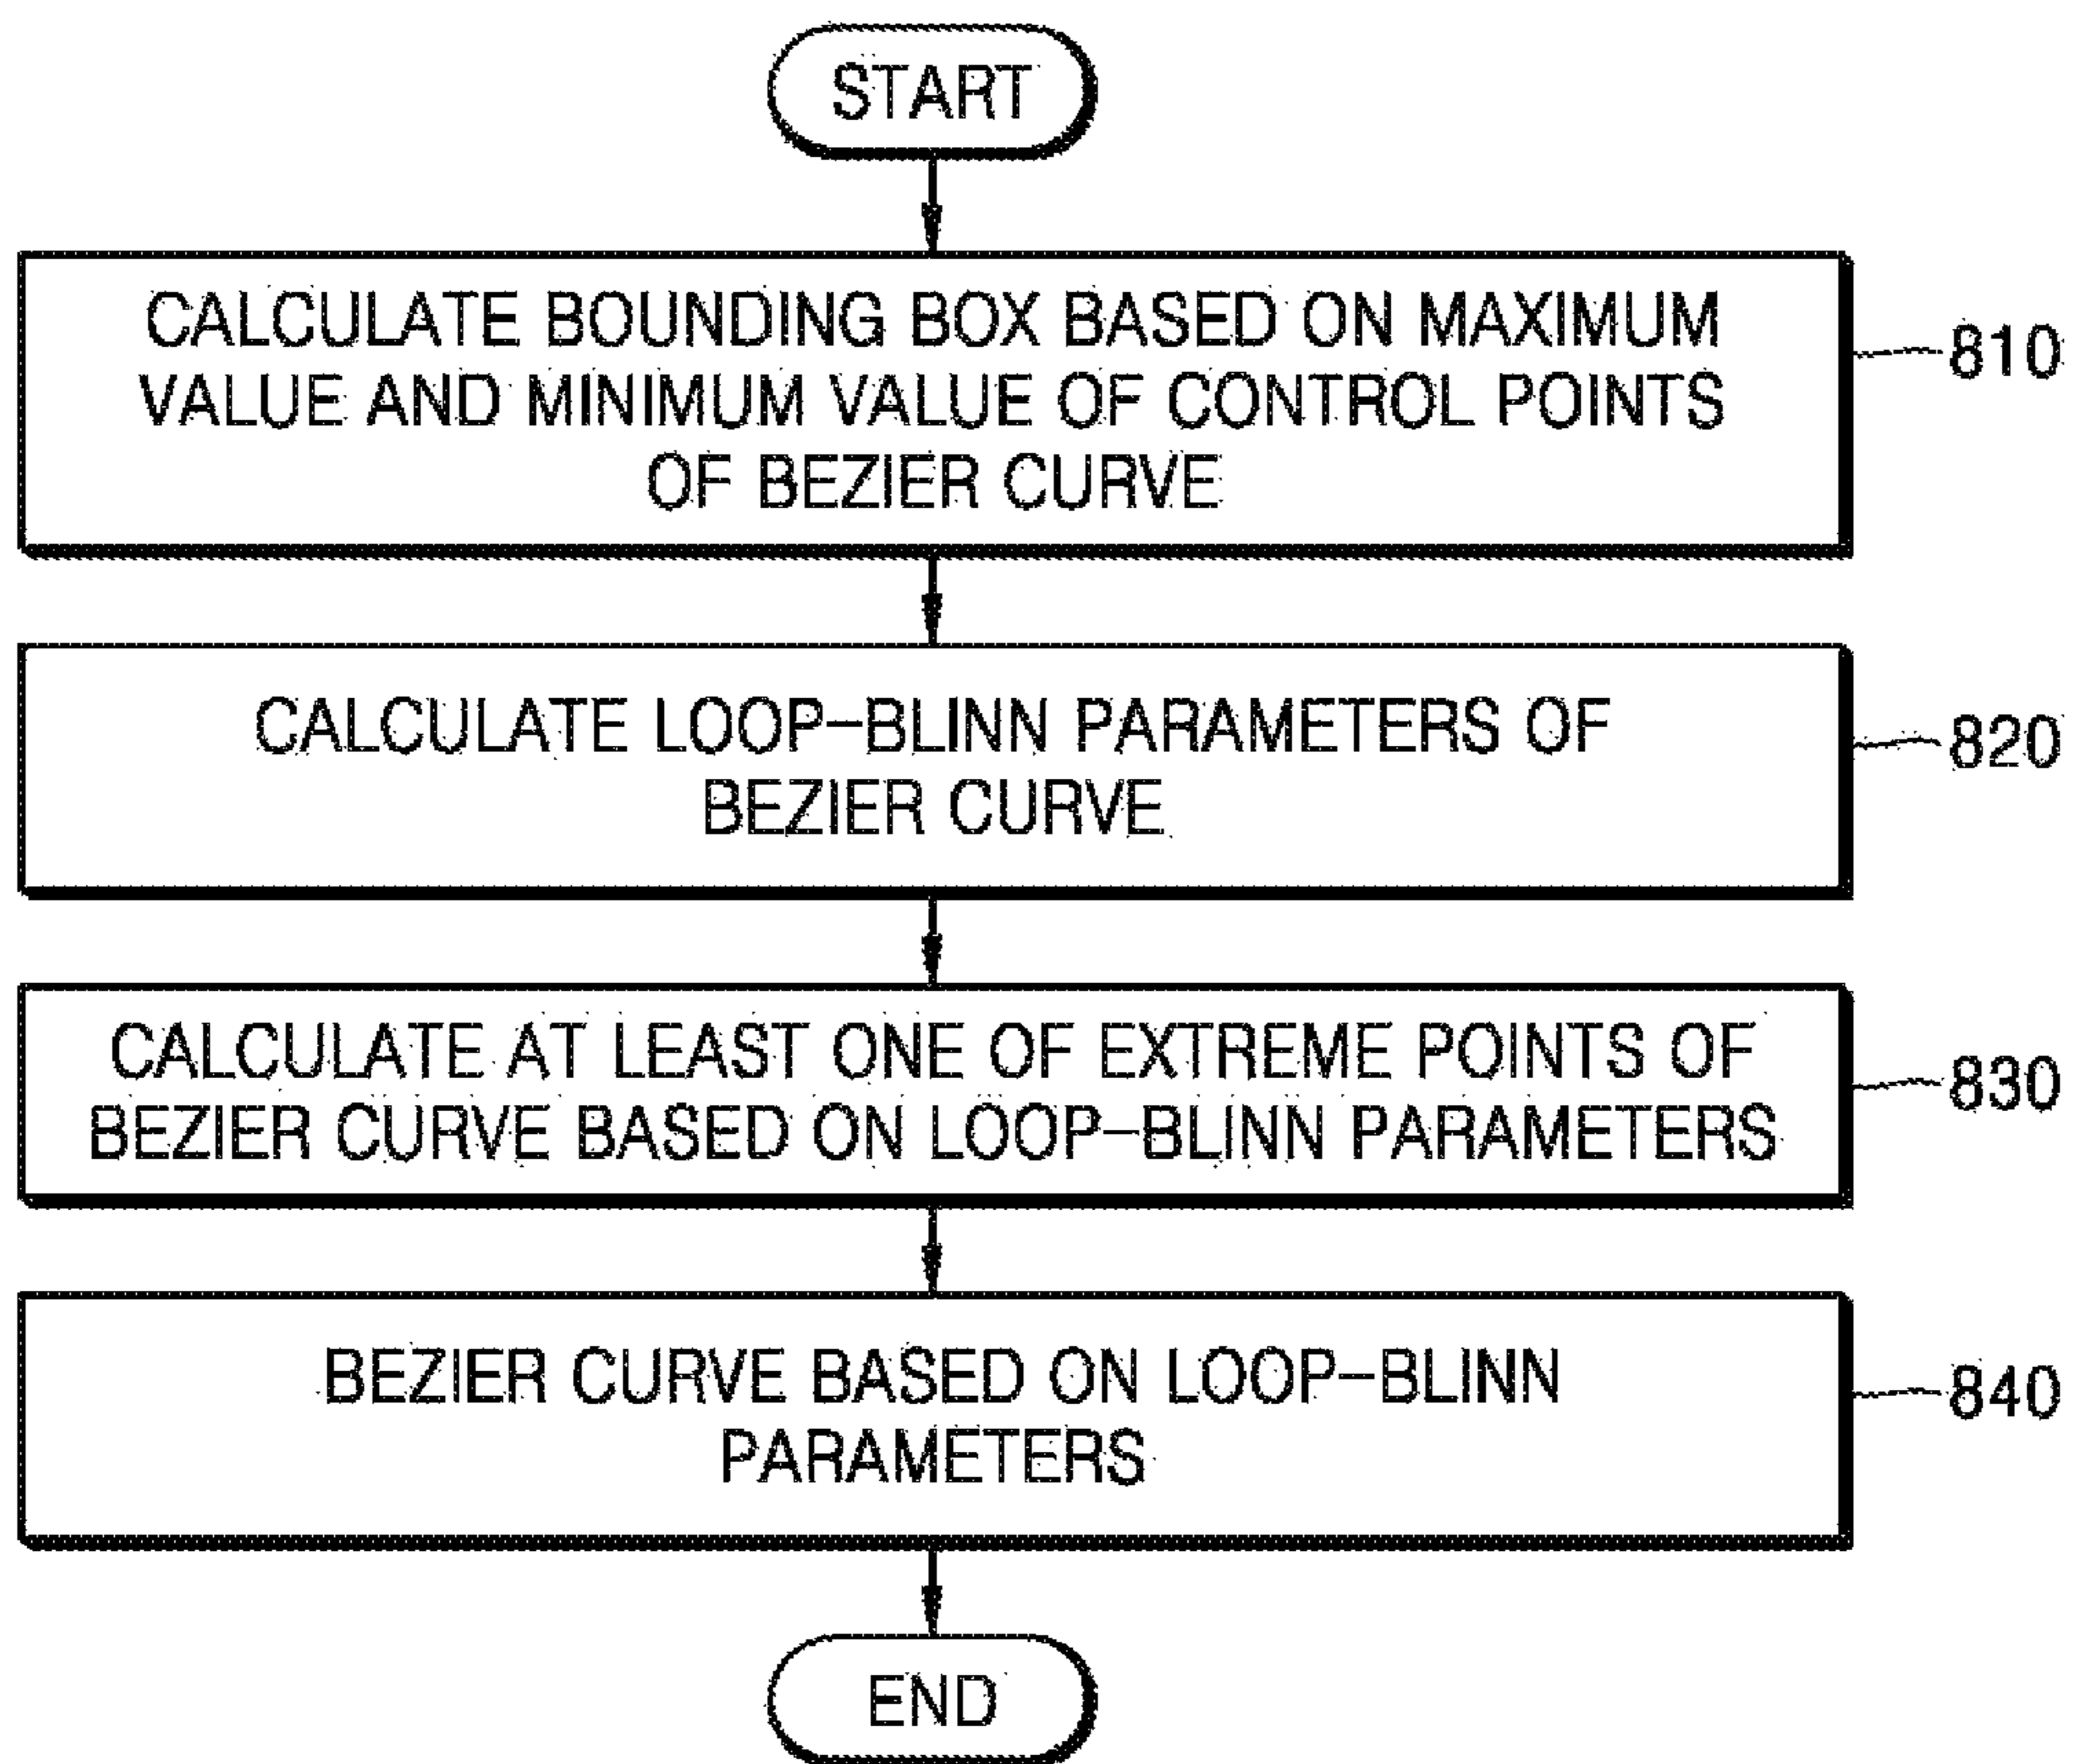 START
CALCULATE BOUNDING BOX BASED ON MAXIMUM
VALUE AND MINIMUM VALUE OF CONTROL POINTS
OF BEZIER CURVE
810
CALCULATE LOOP-BLINN PARAMETERS OF
BEZIER CURVE
820
CALCULATE AT LEAST ONE OF EXTREME POINTS OF
BEZIER CURVE BASED ON LOOP-BLINN PARAMETERS
830
BEZIER CURVE BASED ON LOOP-BLINN
PARAMETERS
840
END